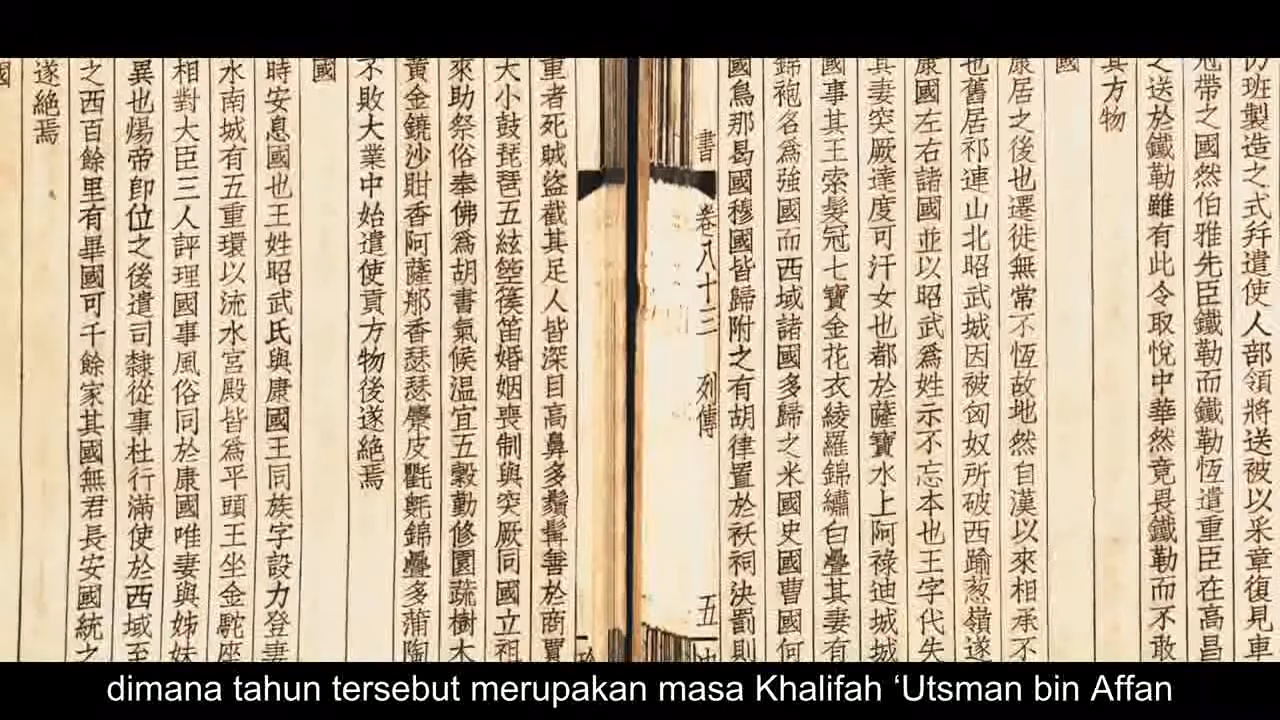 仍班製造之式幷遣使人部領將送被以采章復見車
冠帶之國然伯雅先臣鐵勒而鐵勒恆遣重臣在高昌
之送於鐵勒雖有此令取悅中華然竟畏鐵勒而不敢
其方物
國
康居之後也遷徙無常不恆故地然自漢以來相承不
也舊居祁連山北昭武城因被匈奴所破西踰葱嶺遂
康國左右諸國並以昭武爲姓示不忘本也王字代失
其妻突厥達度可汗女也都於薩寶水上阿祿迪城城
國事其王索髮冠七寶金花衣綾羅錦繡白疊其妻有
錦袍名爲強國而西域諸國多歸之米國史國曹國何
國烏那曷國穆國皆歸附之有胡律置於祆祠決罰則
書 卷八十三 列傳 五
重者死賊盜截其足人皆深目高鼻多鬚髯善於商賈
大小鼓琵琶五絃箜篌笛婚姻喪制與突厥同國立祖
來助祭俗奉佛爲胡書氣候温宜五穀勤修園蔬樹木
黃金鐃沙䝧香阿薩那香瑟瑟麖皮氍毹錦疊多蒲陶
不敗大業中始遣使貢方物後遂絕焉
國
時安息國也王姓昭武氏與康國王同族字設力登妻
水南城有五重環以流水宮殿皆爲平頭王坐金駝座
相對大臣三人評理國事風俗同於康國唯妻與姊妹
異也煬帝卽位之後遣司隸從事杜行滿使於西域至
之西百餘里有畢國可千餘家其國無君長安國統之
遂絕焉
國
dimana tahun tersebut merupakan masa Khalifah ‘Utsman bin Affan